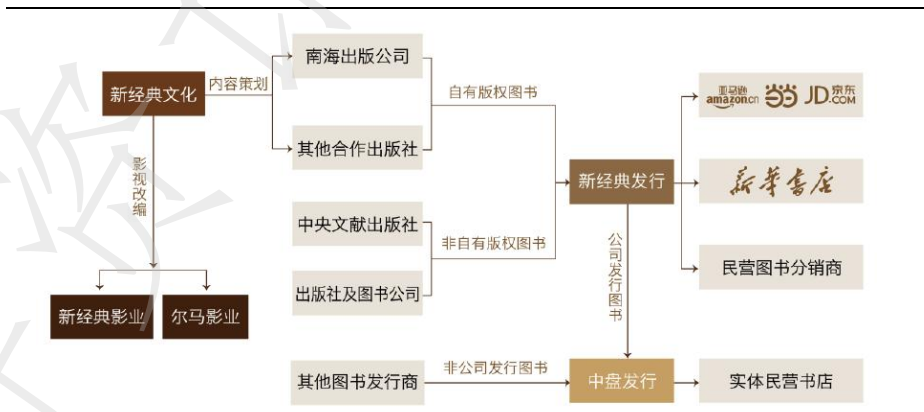 南海出版公司
新经典文化
内容策划
自有版权图书
亚马逊
amazon.cn
当当
JD.COM
京东
其他合作出版社
影视改编
新经典发行
新华书店
中央文献出版社
非自有版权图书
公司发行图书
民营图书分销商
出版社及图书公司
新经典影业
尔马影业
其他图书发行商
非公司发行图书
中盘发行
实体民营书店